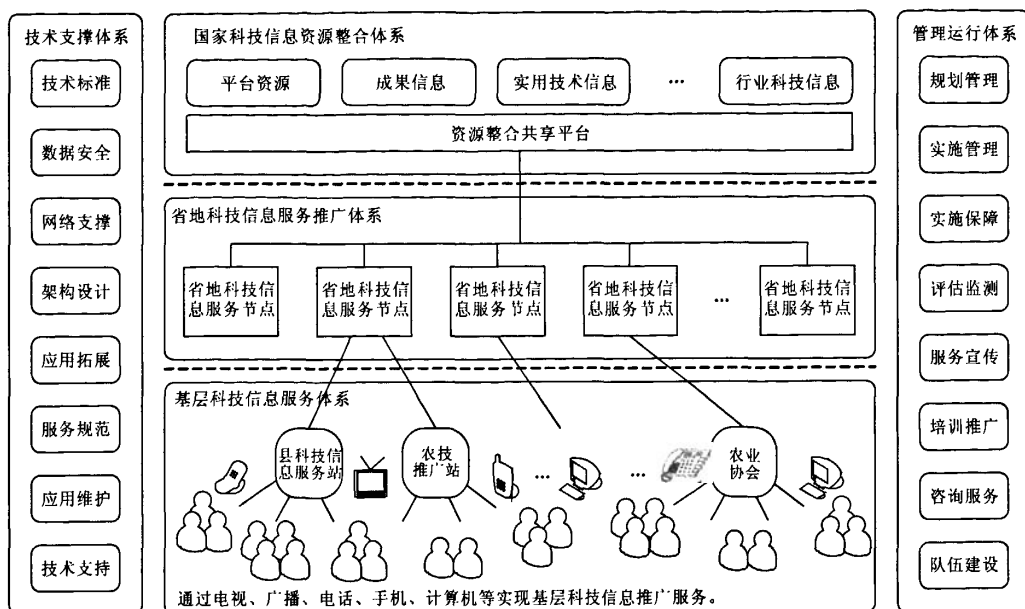 技术支撑体系
技术标准
数据安全
网络支撑
架构设计
应用拓展
服务规范
应用维护
技术支持
国家科技信息资源整合体系
平台资源
成果信息
实用技术信息
…
行业科技信息
资源整合共享平台
省地科技信息服务推广体系
省地科技信
息服务节点
省地科技信
息服务节点
省地科技信
息服务节点
省地科技信
息服务节点
…
省地科技信
息服务节点
基层科技信息服务体系
县科技信
息服务站
农技
推广站
…
…
农业
协会
通过电视、广播、电话、手机、计算机等实现基层科技信息推广服务。
管理运行体系
规划管理
实施管理
实施保障
评估监测
服务宣传
培训推广
咨询服务
队伍建设